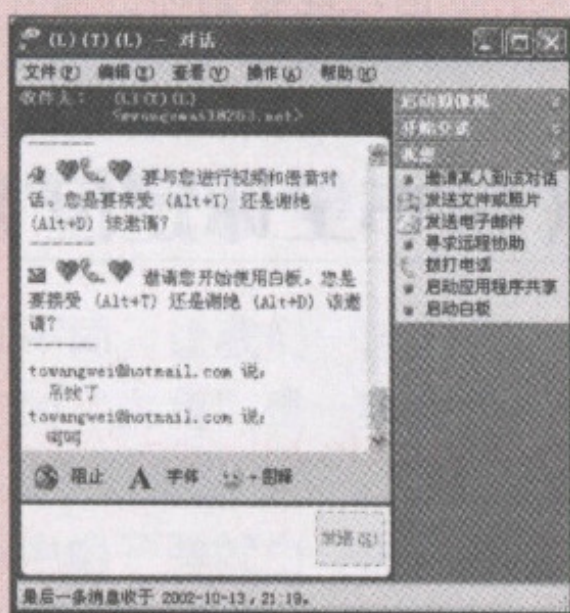 (L)(T)(L) - 对话
文件(F) 编辑(E) 查看(V) 操作(A) 帮助(H)
收件人： (L)(T)(L)
启动摄像机
开始交谈
我想
邀请某人到该对话
发送文件或照片
发送电子邮件
寻求远程协助
拨打电话
启动应用程序共享
启动白板
要与您进行视频和语音对
话。您是要接受 (Alt+T) 还是谢绝
(Alt+D) 该邀请?
邀请您开始使用白板。您是
要接受 (Alt+T) 还是谢绝 (Alt+D) 该邀
请?
towangwei@hotmail.com 说:
towangwei@hotmail.com 说:
呵呵
阻止 A 字体 图释
发送(S)
最后一条消息收于 2002-10-13，21:19。